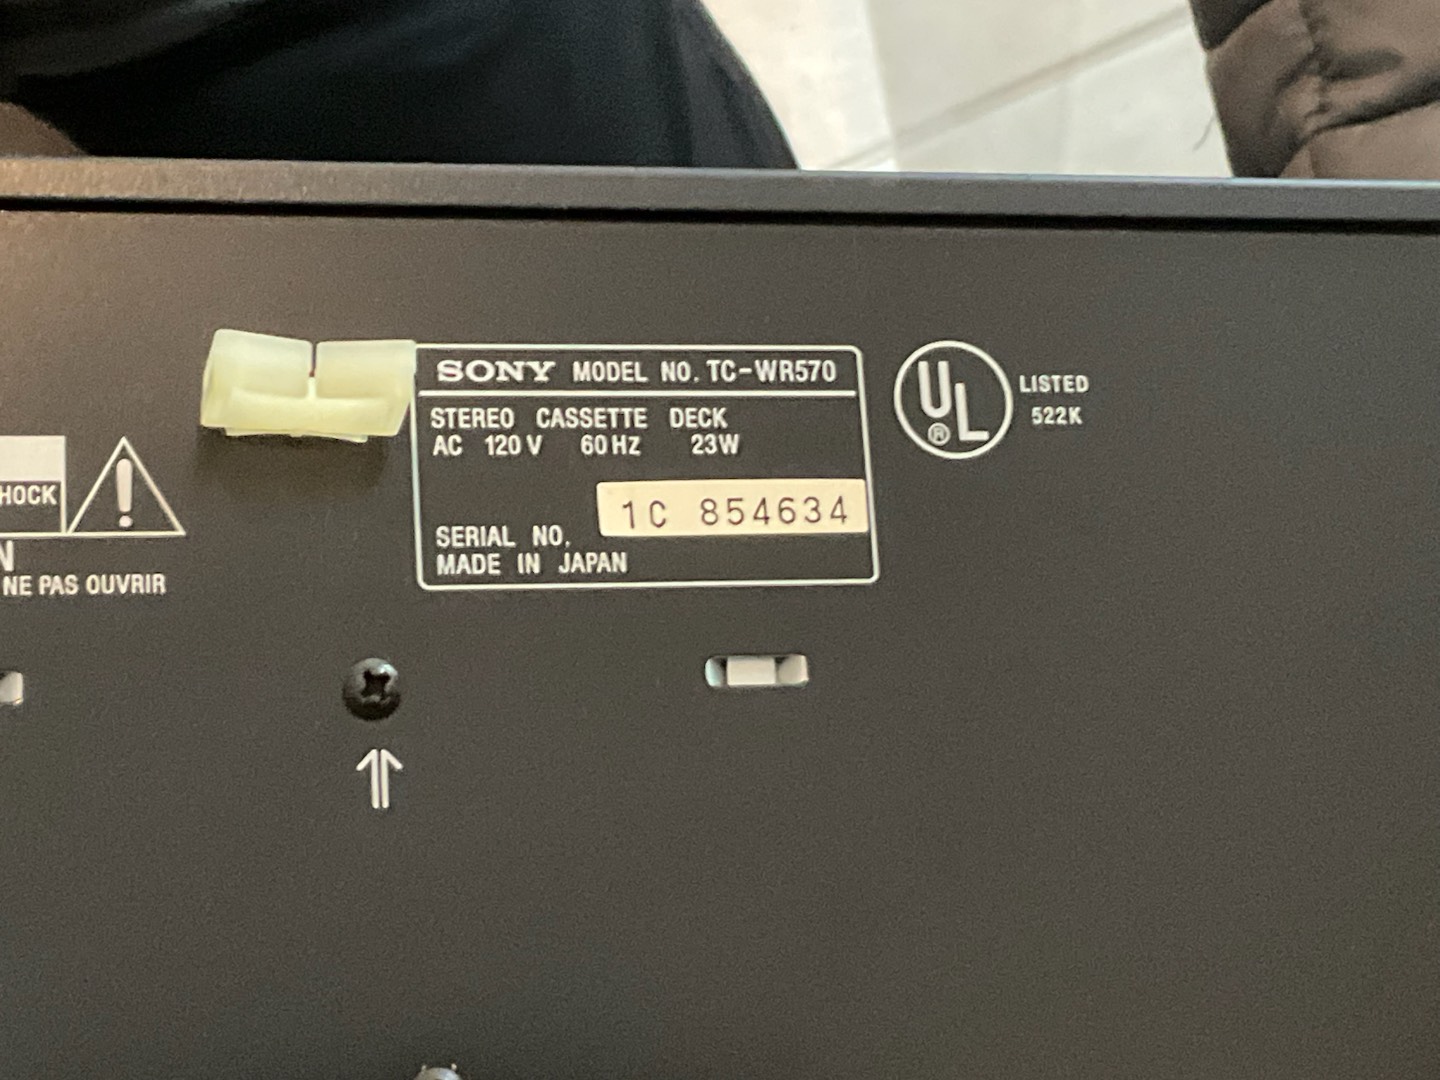 SONY MODEL NO. TC-WR570
STEREO CASSETTE DECK
AC 120V 60Hz 23W
1C 854634
SERIAL NO.
MADE IN JAPAN
UL
®
LISTED
522K
NE PAS OUVRIR